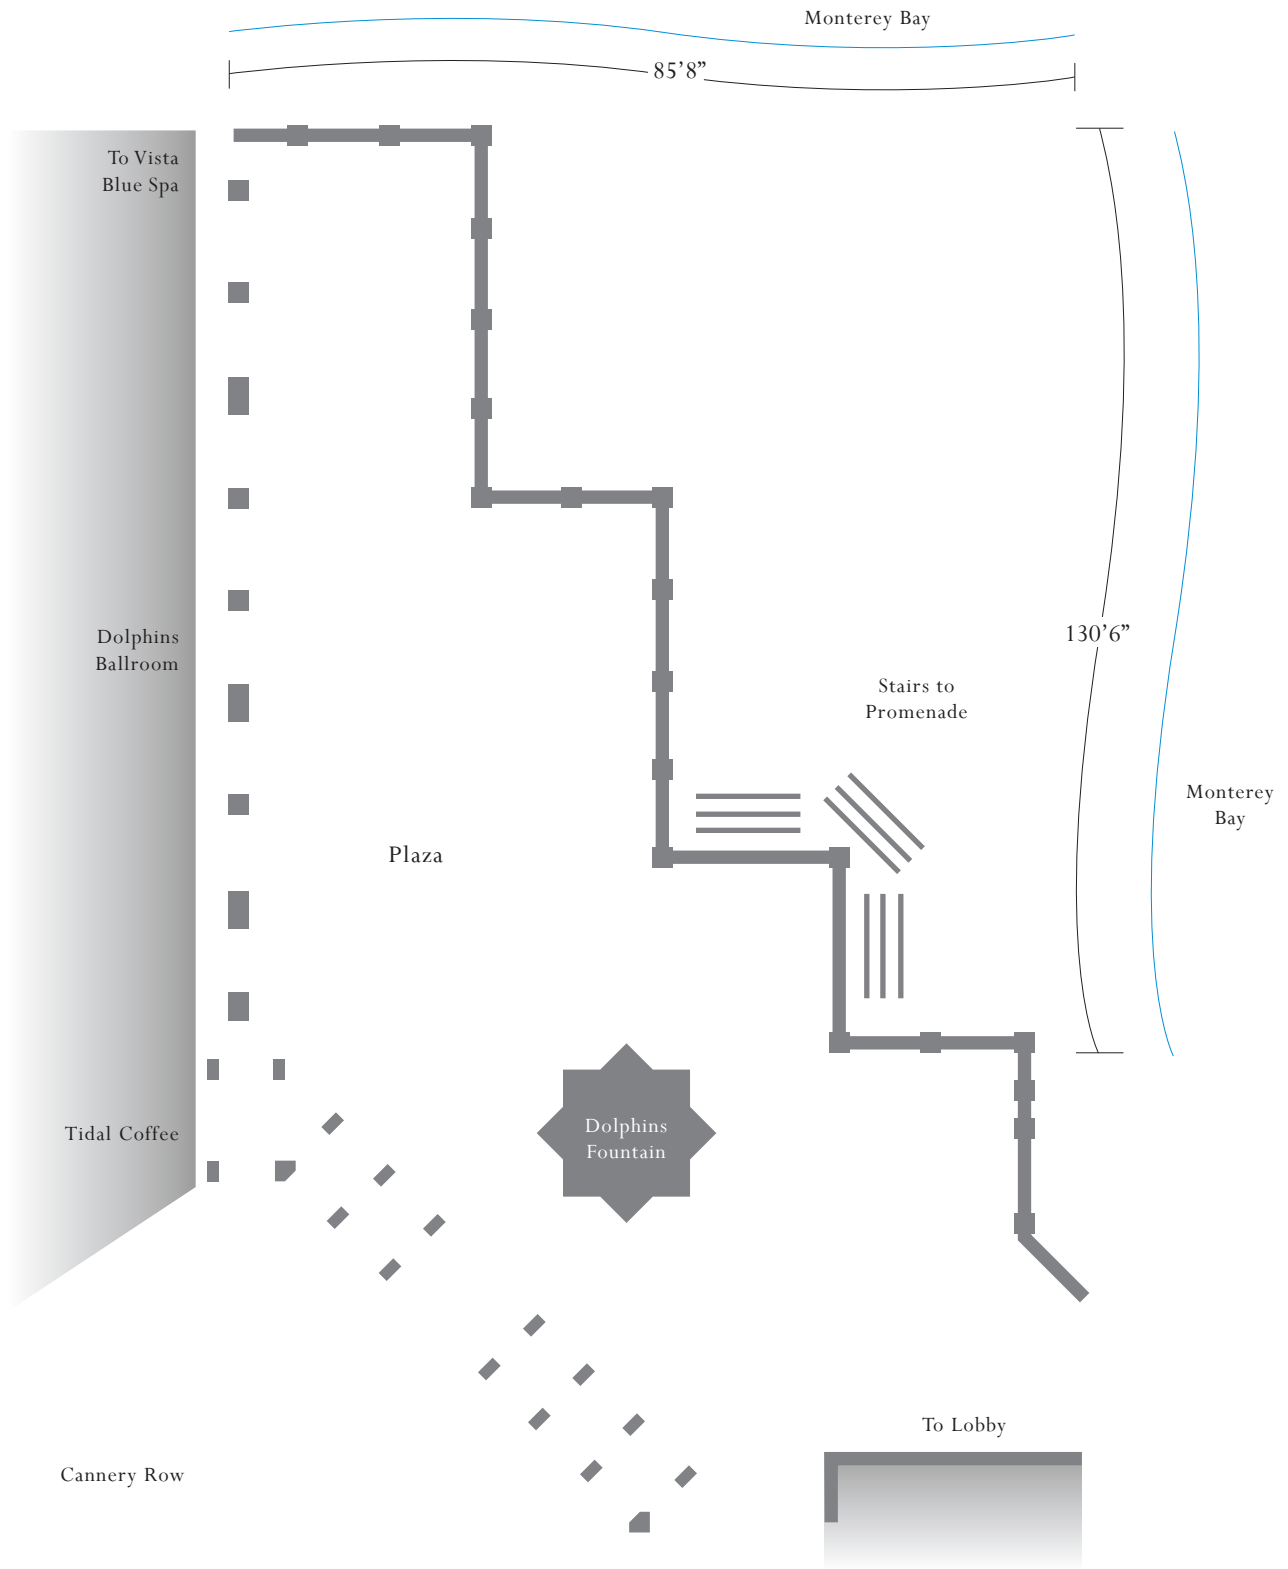 Monterey Bay
85’8”
To Vista
Blue Spa
130’6”
Dolphins
Ballroom
Stairs to
Promenade
Monterey
Bay
Plaza
Dolphins
Fountain
Tidal Coffee
To Lobby
Cannery Row